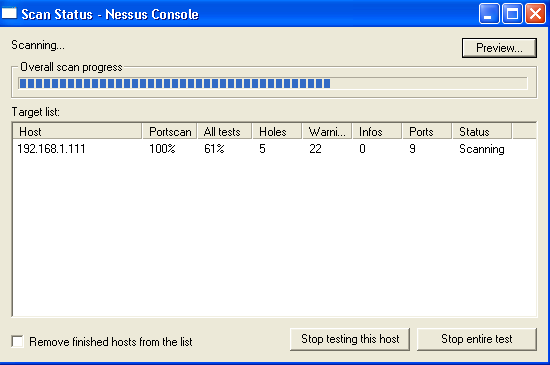 Scan Status - Nessus Console
Scanning...
Preview...
Overall scan progress
Target list:
Host Portscan All tests Holes Warni... Infos Ports Status
192.168.1.111 100% 61% 5 22 0 9 Scanning
Remove finished hosts from the list
Stop testing this host
Stop entire test